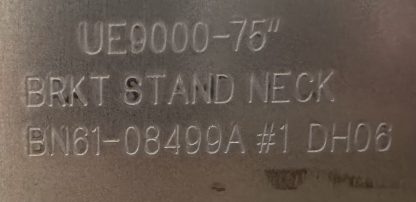 UE9000-75"
BRKT STAND NECK
BN61-08499A #1 DH06